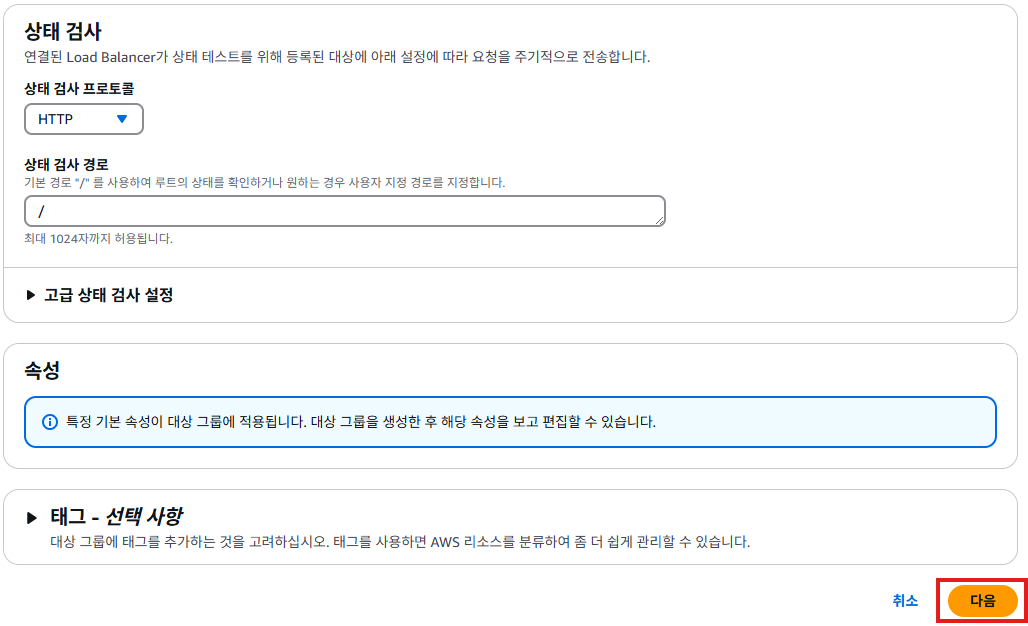 상태 검사
연결된 Load Balancer가 상태 테스트를 위해 등록된 대상에 아래 설정에 따라 요청을 주기적으로 전송합니다.
상태 검사 프로토콜
HTTP
상태 검사 경로
기본 경로 "/" 를 사용하여 루트의 상태를 확인하거나 원하는 경우 사용자 지정 경로를 지정합니다.
/
최대 1024자까지 허용됩니다.
고급 상태 검사 설정
속성
특정 기본 속성이 대상 그룹에 적용됩니다. 대상 그룹을 생성한 후 해당 속성을 보고 편집할 수 있습니다.
태그 - 선택 사항
대상 그룹에 태그를 추가하는 것을 고려하십시오. 태그를 사용하면 AWS 리소스를 분류하여 좀 더 쉽게 관리할 수 있습니다.
취소
다음